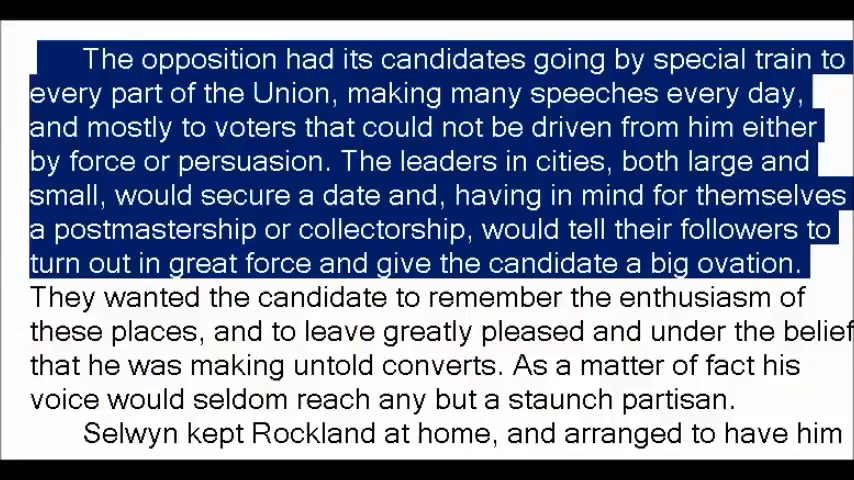 The opposition had its candidates going by special train to
every part of the Union, making many speeches every day,
and mostly to voters that could not be driven from him either
by force or persuasion. The leaders in cities, both large and
small, would secure a date and, having in mind for themselves
a postmastership or collectorship, would tell their followers to
turn out in great force and give the candidate a big ovation.
They wanted the candidate to remember the enthusiasm of
these places, and to leave greatly pleased and under the belief
that he was making untold converts. As a matter of fact his
voice would seldom reach any but a staunch partisan.
Selwyn kept Rockland at home, and arranged to have him